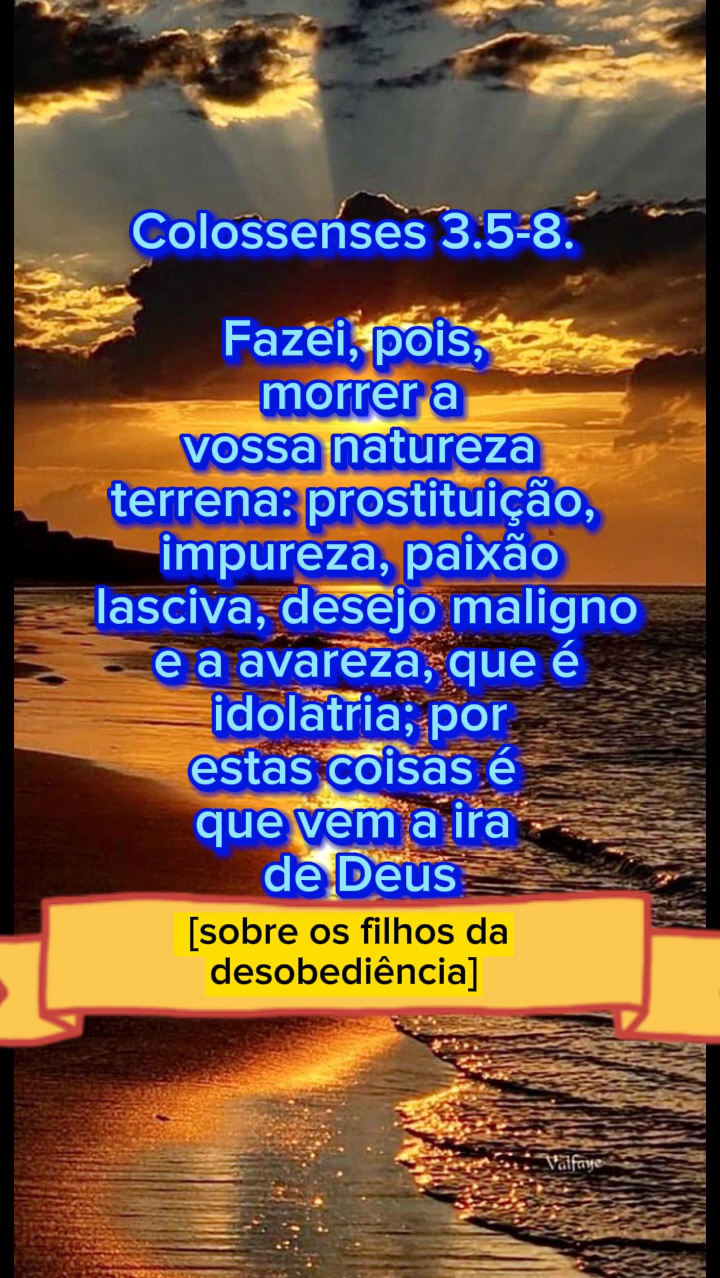 Colossenses 3.5-8.
Fazei, pois,
morrer a
vossa natureza
terrena: prostituição,
impureza, paixão
lasciva, desejo maligno
e a avareza, que é
idolatria; por
estas coisas é
que vem a ira
de Deus
[sobre os filhos da
desobediência]
Valfaye